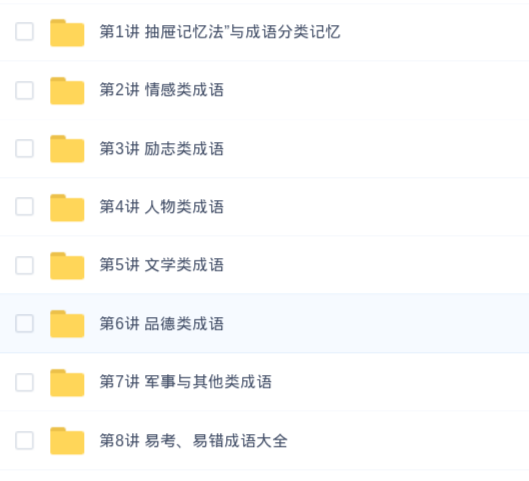 第1讲 抽屉记忆法”与成语分类记忆
第2讲 情感类成语
第3讲 励志类成语
第4讲 人物类成语
第5讲 文学类成语
第6讲 品德类成语
第7讲 军事与其他类成语
第8讲 易考、易错成语大全